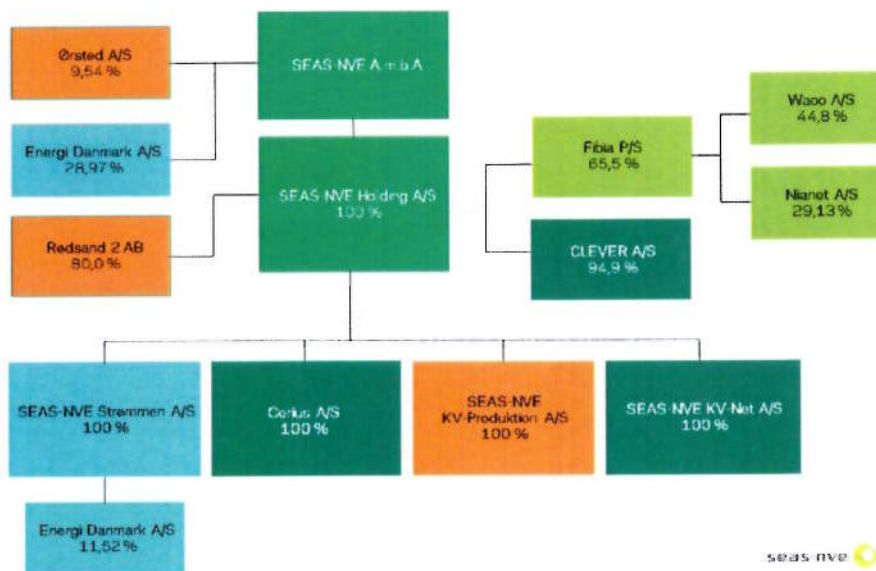 Ørsted A/S
9,54 %
SEAS-NVE A.m.b.A
Energi Danmark A/S
28,97 %
SEAS-NVE Holding A/S
100 %
Rødsand 2 AB
80,0 %
Fibia P/S
65,5 %
Waoo A/S
44,8 %
Nianet A/S
29,13 %
CLEVER A/S
94,9 %
SEAS-NVE Strømmen A/S
100 %
Cerius A/S
100 %
SEAS-NVE
KV-Produktion A/S
100 %
SEAS-NVE KV-Net A/S
100 %
Energi Danmark A/S
11,52 %
seas-nve